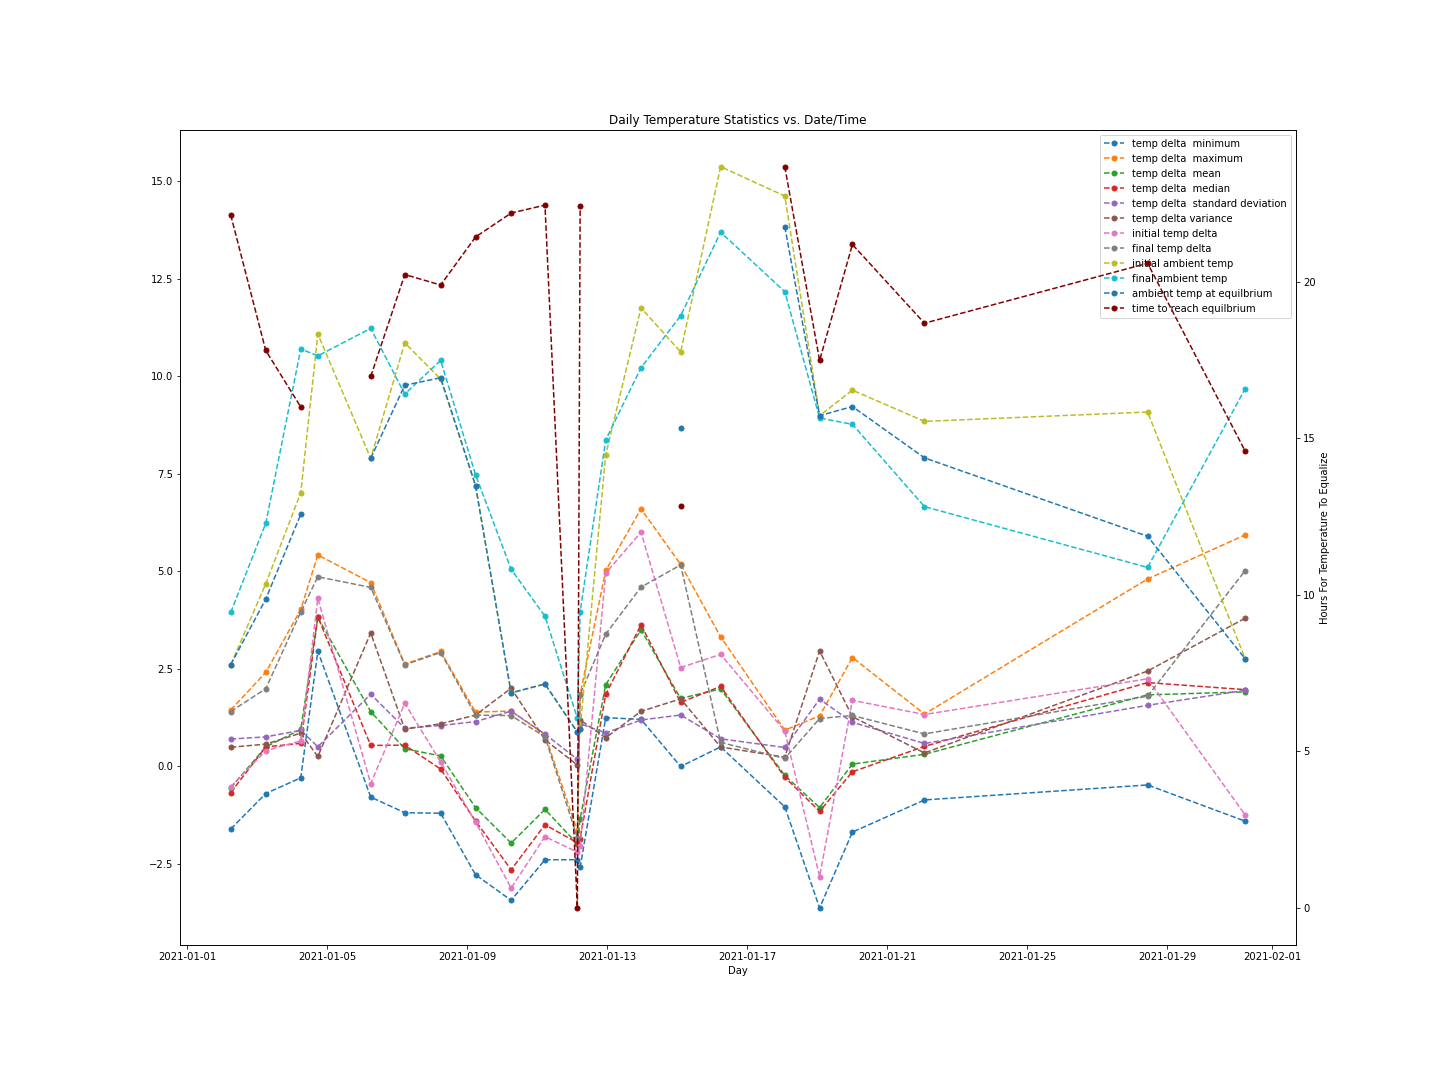 Daily Temperature Statistics vs. Date/Time
temp delta  minimum
temp delta  maximum
temp delta  mean
temp delta  median
temp delta  standard deviation
temp delta variance
initial temp delta
final temp delta
initial ambient temp
final ambient temp
ambient temp at equilbrium
time to reach equilbrium
15.0
12.5
10.0
7.5
5.0
2.5
0.0
−2.5
20
15
10
5
0
Hours For Temperature To Equalize
2021-01-01
2021-01-05
2021-01-09
2021-01-13
2021-01-17
2021-01-21
2021-01-25
2021-01-29
2021-02-01
Day